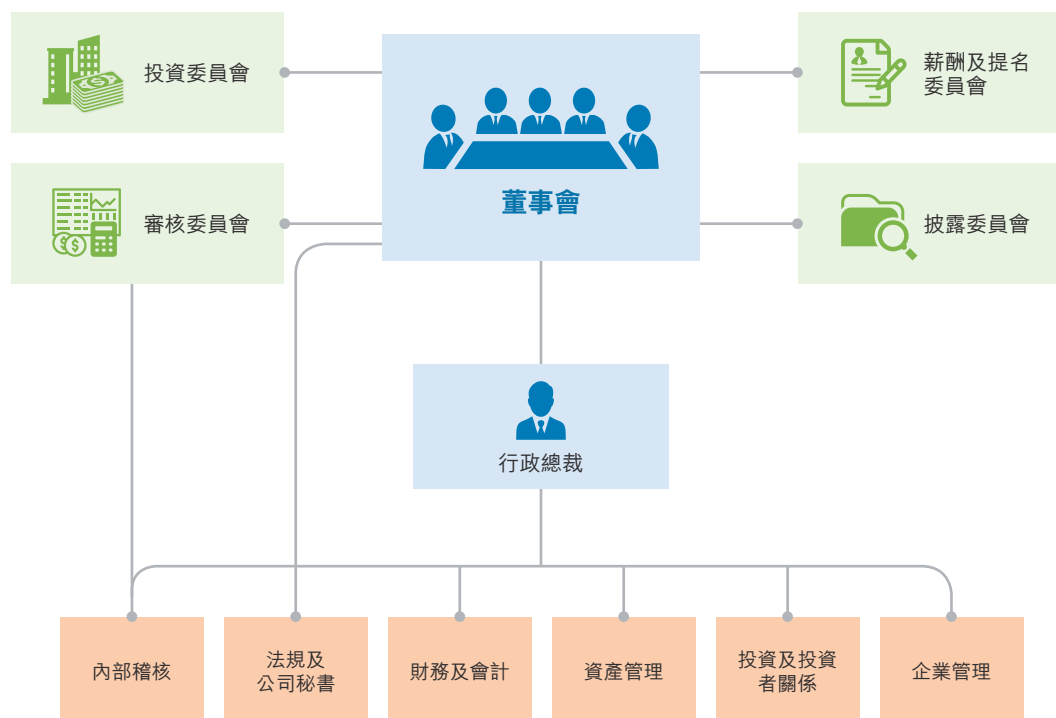 投資委員會
薪酬及提名
委員會
董事會
審核委員會
披露委員會
行政總裁
內部稽核
法規及
公司秘書
財務及會計
資產管理
投資及投資
者關係
企業管理